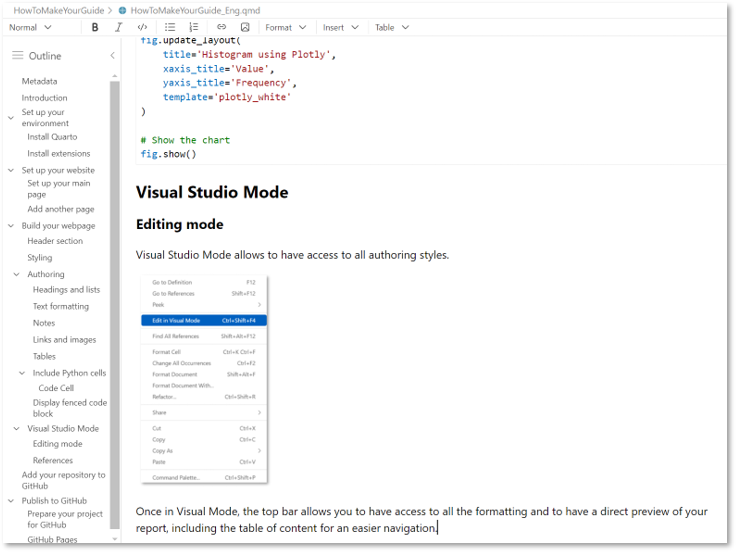 HowToMakeYourGuide > HowToMakeYourGuide_Eng.qmd
Normal B I </> Format Insert Table
Outline
Metadata
Introduction
Set up your
environment
Install Quarto
Install extensions
Set up your website
Set up your main
page
Add another page
Build your webpage
Header section
Styling
Authoring
Headings and lists
Text formatting
Notes
Links and images
Tables
Include Python cells
Code Cell
Display fenced code
block
Visual Studio Mode
Editing mode
References
Add your repository to
GitHub
Publish to GitHub
Prepare your project
for GitHub
GitHub Pages
fig.update_layout(
title='Histogram using Plotly',
xaxis_title='Value',
yaxis_title='Frequency',
template='plotly_white'
)
# Show the chart
fig.show()
Visual Studio Mode
Editing mode
Visual Studio Mode allows to have access to all authoring styles.
Go to Definition F12
Go to References Shift+F12
Peek >
Edit in Visual Mode Ctrl+Shift+F4
Find All References Shift+Alt+F12
Format Cell Ctrl+K Ctrl+F
Change All Occurrences Ctrl+F2
Format Document Shift+Alt+F
Format Document With...
Refactor... Ctrl+Shift+R
Share >
Cut Ctrl+X
Copy Ctrl+C
Copy As >
Paste Ctrl+V
Command Palette... Ctrl+Shift+P
Once in Visual Mode, the top bar allows you to have access to all the formatting and to have a direct preview of your
report, including the table of content for an easier navigation.